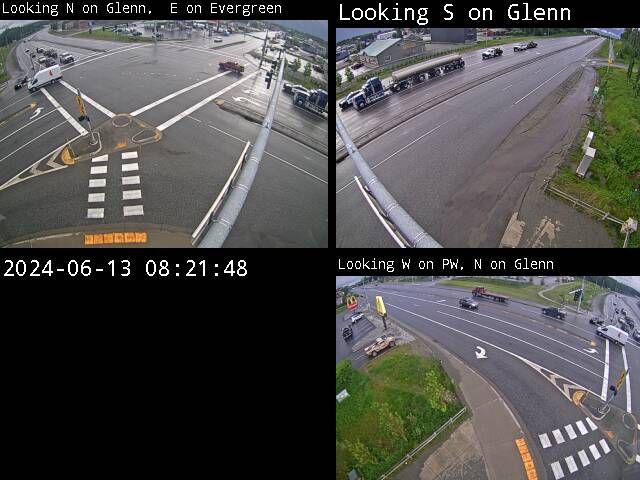 Looking N on Glenn, E on Evergreen
Looking S on Glenn
2024-06-13 08:21:48
Looking W on PW, N on Glenn